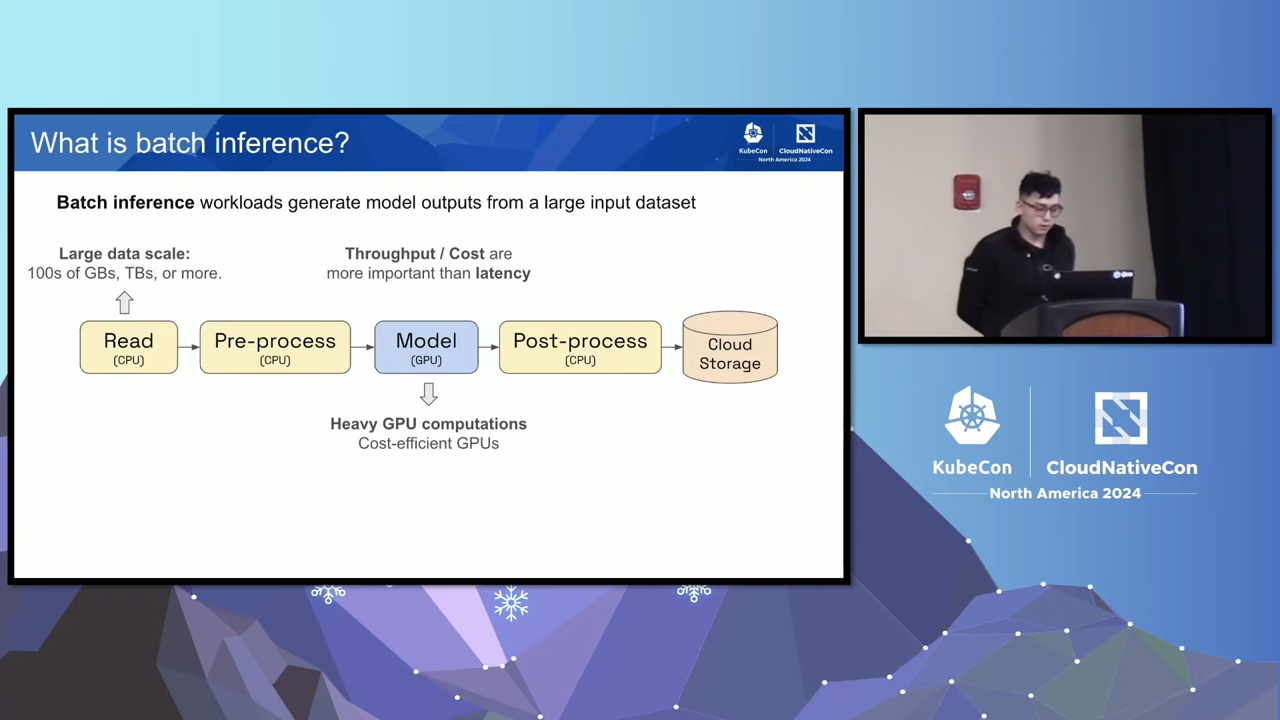 What is batch inference?
KubeCon
CloudNativeCon
North America 2024
Batch inference workloads generate model outputs from a large input dataset
Large data scale:
100s of GBs, TBs, or more.
Throughput / Cost are
more important than latency
Read
(CPU)
Pre-process
(CPU)
Model
(GPU)
Post-process
(CPU)
Cloud
Storage
Heavy GPU computations
Cost-efficient GPUs
KubeCon
CloudNativeCon
North America 2024